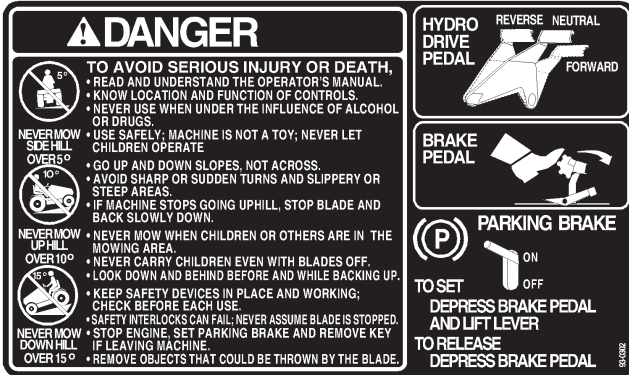 DANGER
TO AVOID SERIOUS INJURY OR DEATH,
• READ AND UNDERSTAND THE OPERATOR'S MANUAL.
• KNOW LOCATION AND FUNCTION OF CONTROLS.
• NEVER USE WHEN UNDER THE INFLUENCE OF ALCOHOL
OR DRUGS.
• USE SAFELY; MACHINE IS NOT A TOY; NEVER LET
CHILDREN OPERATE
• GO UP AND DOWN SLOPES, NOT ACROSS.
• AVOID SHARP OR SUDDEN TURNS AND SLIPPERY OR
STEEP AREAS.
• IF MACHINE STOPS GOING UPHILL, STOP BLADE AND
BACK SLOWLY DOWN.
• NEVER MOW WHEN CHILDREN OR OTHERS ARE IN THE
MOWING AREA.
• NEVER CARRY CHILDREN EVEN WITH BLADES OFF.
• LOOK DOWN AND BEHIND BEFORE AND WHILE BACKING UP.
• KEEP SAFETY DEVICES IN PLACE AND WORKING;
CHECK BEFORE EACH USE.
• SAFETY INTERLOCKS CAN FAIL; NEVER ASSUME BLADE IS STOPPED.
• STOP ENGINE, SET PARKING BRAKE AND REMOVE KEY
IF LEAVING MACHINE.
• REMOVE OBJECTS THAT COULD BE THROWN BY THE BLADE.
5°
NEVER MOW
SIDE HILL
OVER 5°
10°
NEVER MOW
UP HILL
OVER 10°
15°
NEVER MOW
DOWN HILL
OVER 15°
HYDRO
DRIVE
PEDAL
REVERSE NEUTRAL
FORWARD
BRAKE
PEDAL
(P) PARKING BRAKE
ON
OFF
TO SET
DEPRESS BRAKE PEDAL
AND LIFT LEVER
TO RELEASE
DEPRESS BRAKE PEDAL